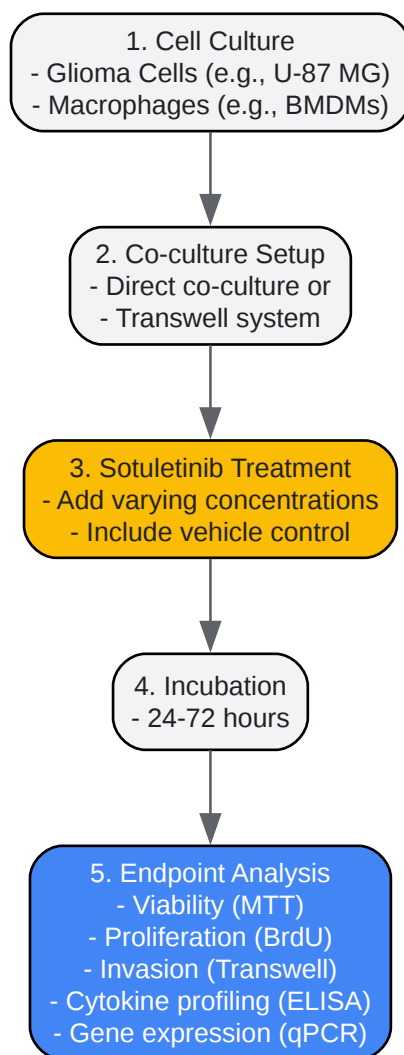 1. Cell Culture
- Glioma Cells (e.g., U-87 MG)
- Macrophages (e.g., BMDMs)
2. Co-culture Setup
- Direct co-culture or
- Transwell system
3. Sotuletinib Treatment
- Add varying concentrations
- Include vehicle control
4. Incubation
- 24-72 hours
5. Endpoint Analysis
- Viability (MTT)
- Proliferation (BrdU)
- Invasion (Transwell)
- Cytokine profiling (ELISA)
- Gene expression (qPCR)